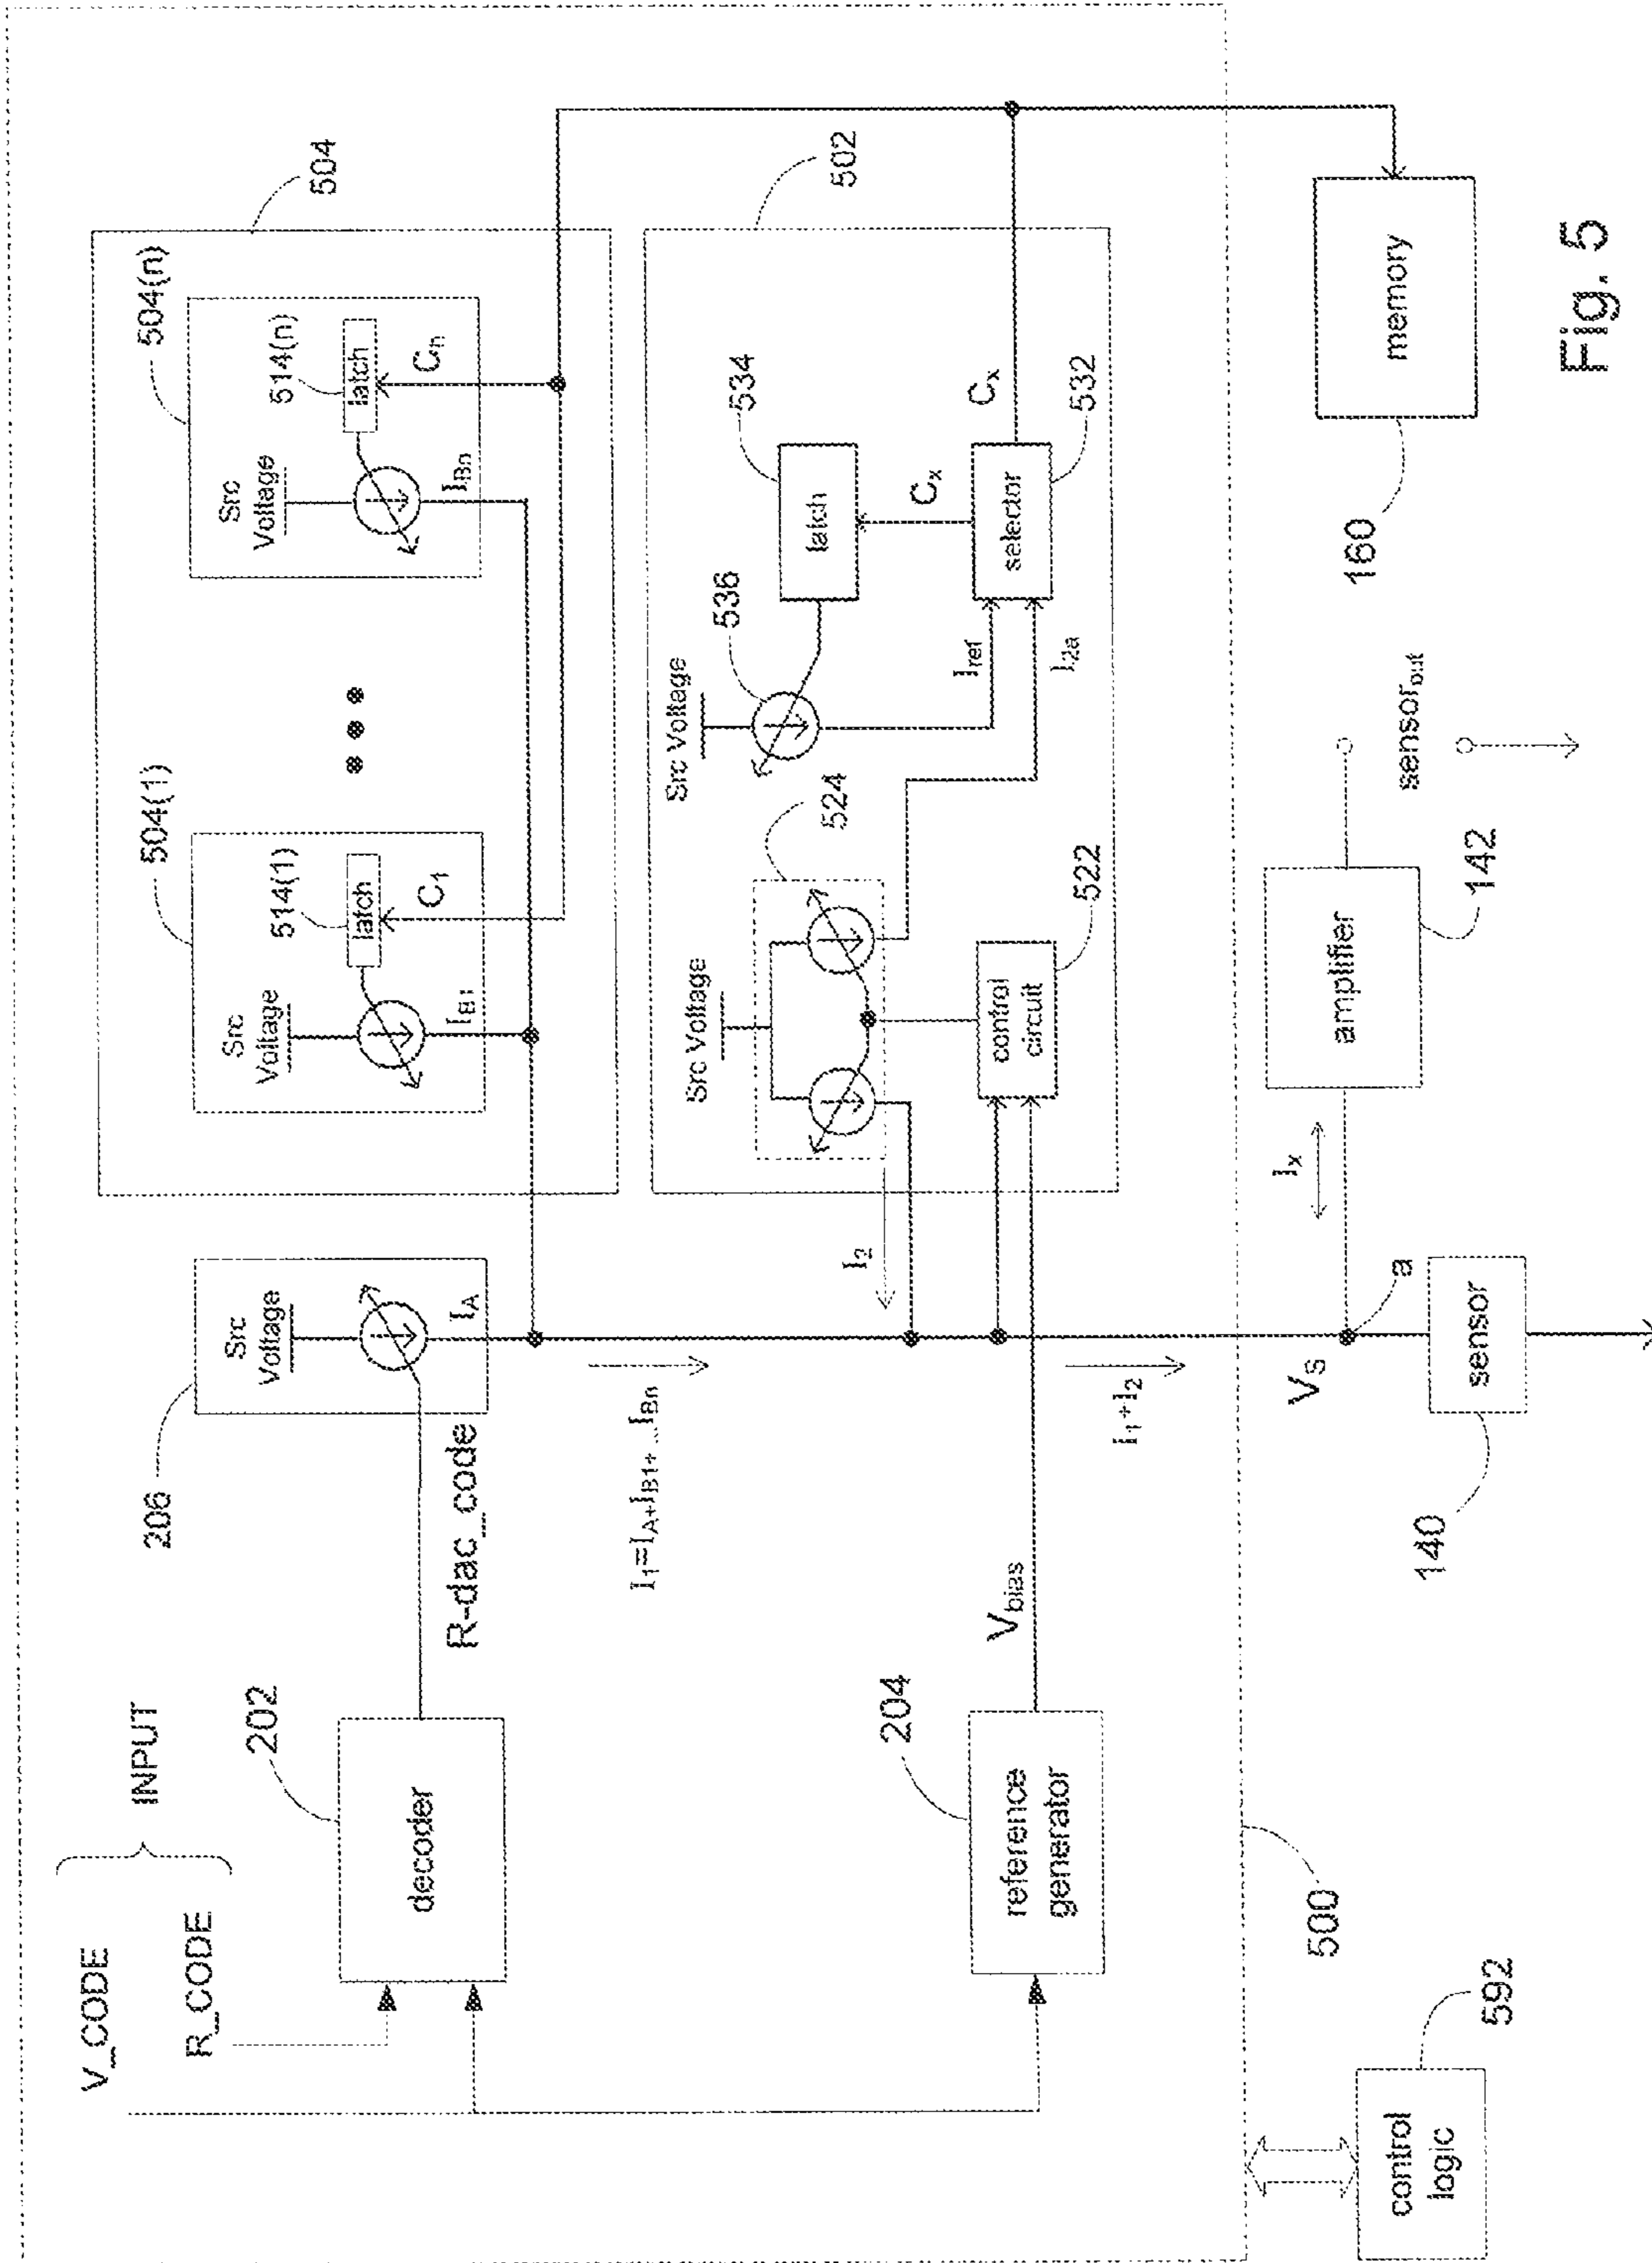 V_CODE
R_CODE
INPUT
decoder
202
R-dac_code
206
Src
Voltage
I_A
504
504(1)
Src
Voltage
514(1)
latch
C_1
I_B1
504(n)
Src
Voltage
514(n)
latch
C_n
I_Bn
I_1=I_A+I_B1+...I_Bn
reference
generator
204
V_bias
502
I_2
Src Voltage
524
control
circuit
522
Src Voltage
536
latch
534
C_x
I_ref
I_2a
selector
532
C_x
I_1+I_2
500
control
logic
592
V_S
a
sensor
140
I_x
amplifier
142
sensor_out
memory
160
Fig. 5